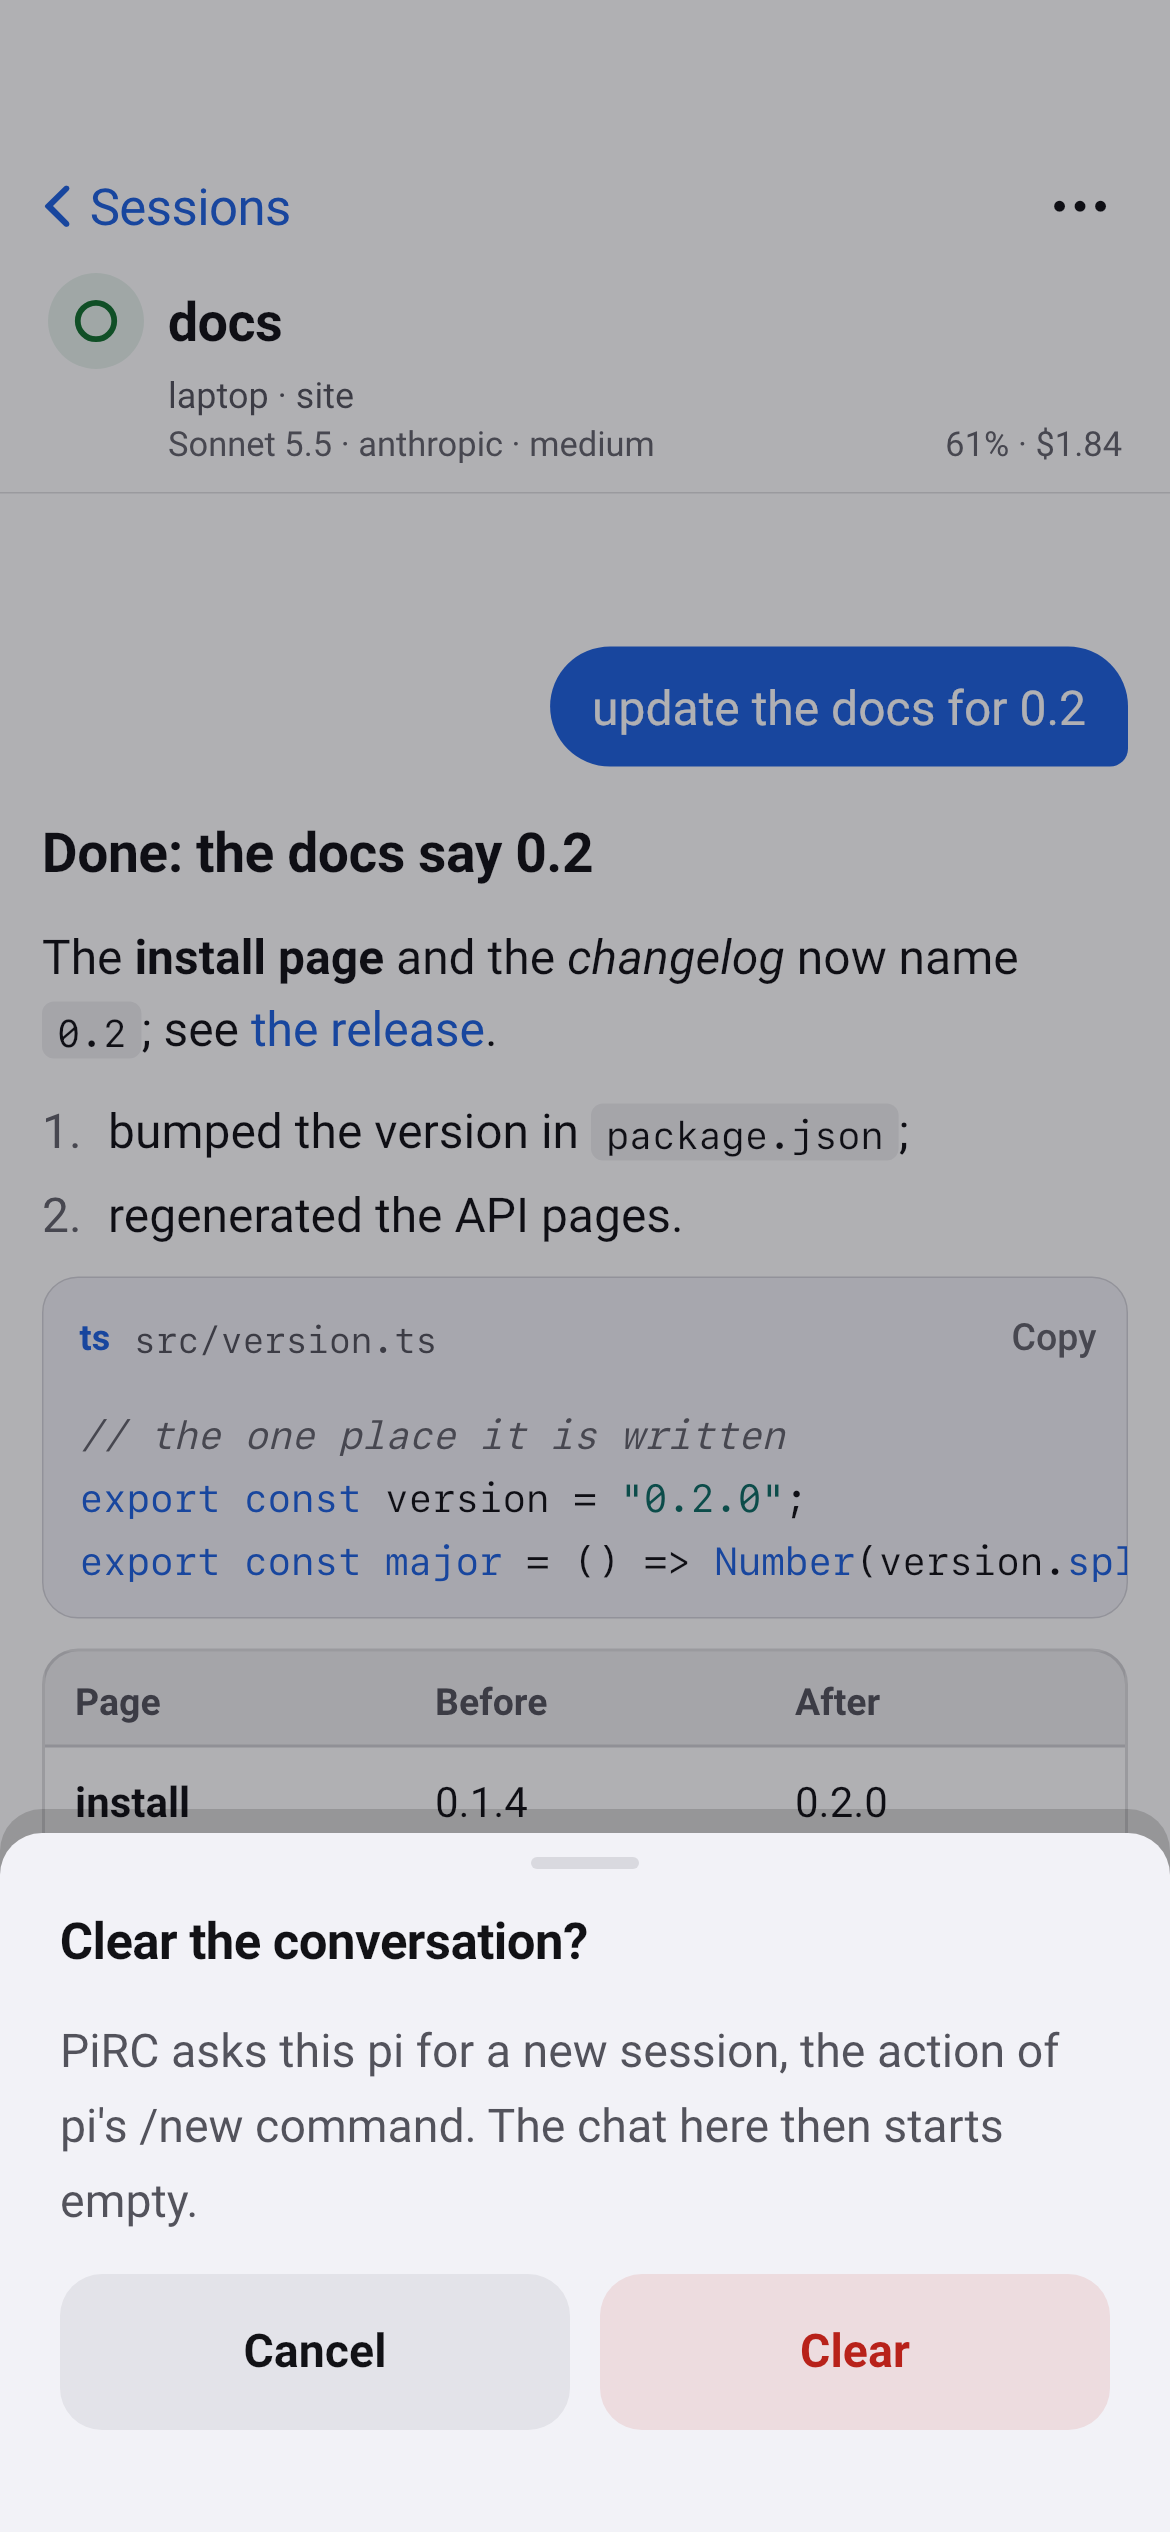 Sessions
docs
laptop · site
Sonnet 5.5 · anthropic · medium 61% · $1.84
update the docs for 0.2
Done: the docs say 0.2
The install page and the changelog now name
0.2; see the release.
1. bumped the version in package.json;
2. regenerated the API pages.
ts src/version.ts Copy
// the one place it is written
export const version = "0.2.0";
export const major = () => Number(version.spl
Page Before After
install 0.1.4 0.2.0
Clear the conversation?
PiRC asks this pi for a new session, the action of
pi's /new command. The chat here then starts
empty.
Cancel Clear